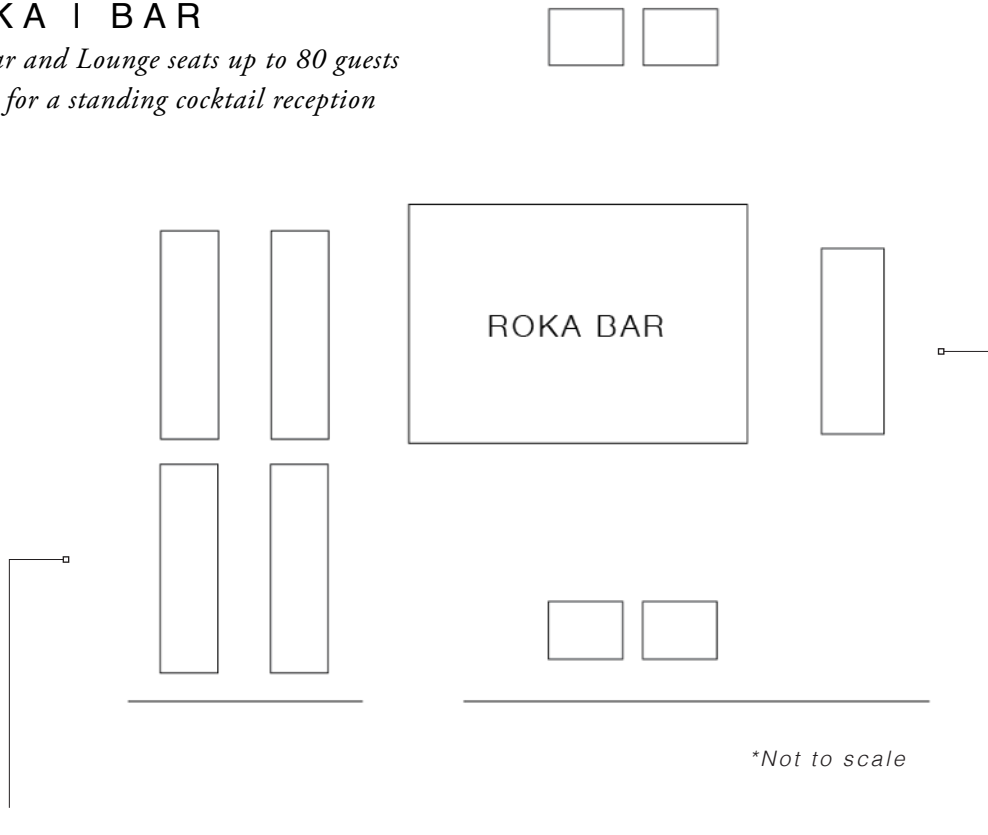 KA | BAR
ar and Lounge seats up to 80 guests
for a standing cocktail reception
ROKA BAR
*Not to scale